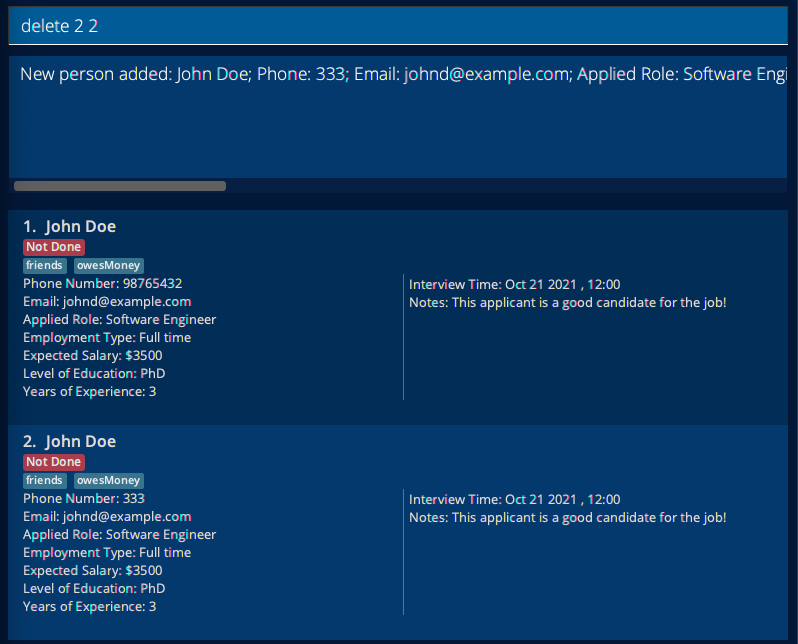 delete 2 2
New person added: John Doe; Phone: 333; Email: johnd@example.com; Applied Role: Software Engi
1. John Doe
Not Done
friends owesMoney
Phone Number: 98765432
Email: johnd@example.com
Applied Role: Software Engineer
Employment Type: Full time
Expected Salary: $3500
Level of Education: PhD
Years of Experience: 3
Interview Time: Oct 21 2021 , 12:00
Notes: This applicant is a good candidate for the job!
2. John Doe
Not Done
friends owesMoney
Phone Number: 333
Email: johnd@example.com
Applied Role: Software Engineer
Employment Type: Full time
Expected Salary: $3500
Level of Education: PhD
Years of Experience: 3
Interview Time: Oct 21 2021 , 12:00
Notes: This applicant is a good candidate for the job!